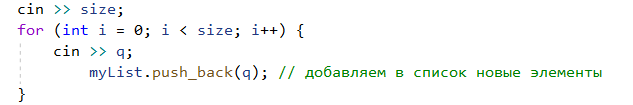 cin >> size;
for (int i = 0; i < size; i++) {
    cin >> q;
        myList.push_back(q); // добавляем в список новые элементы
}